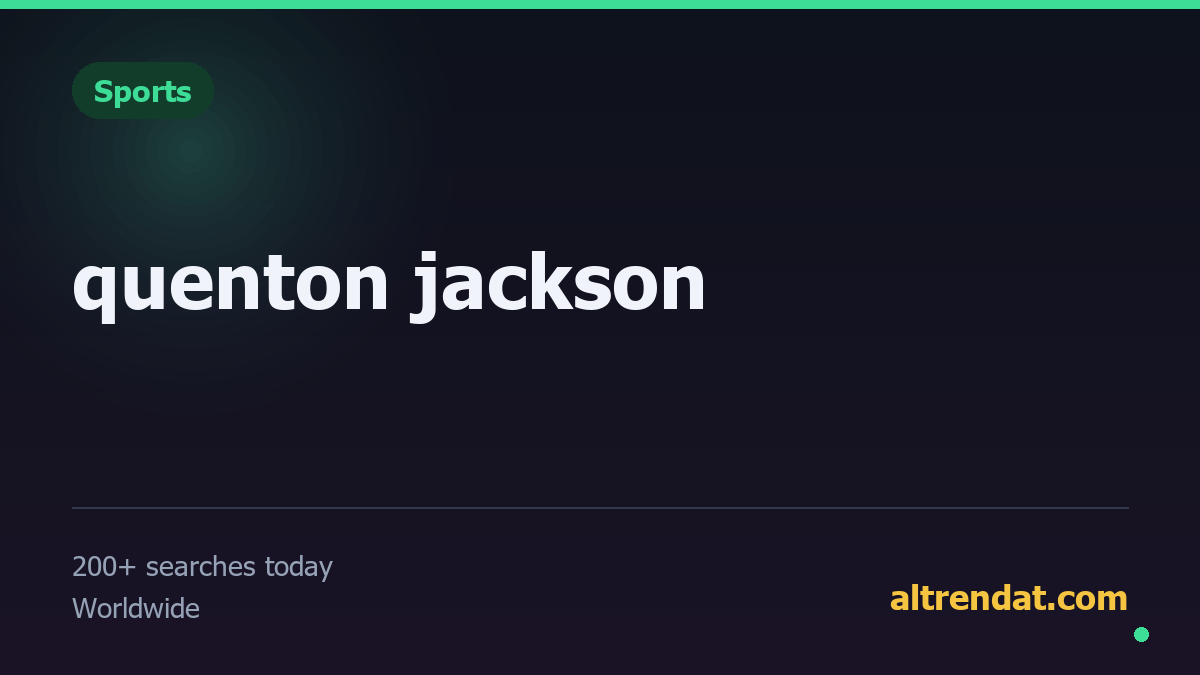 Sports
quenton jackson
200+ searches today
Worldwide
altrendat.com